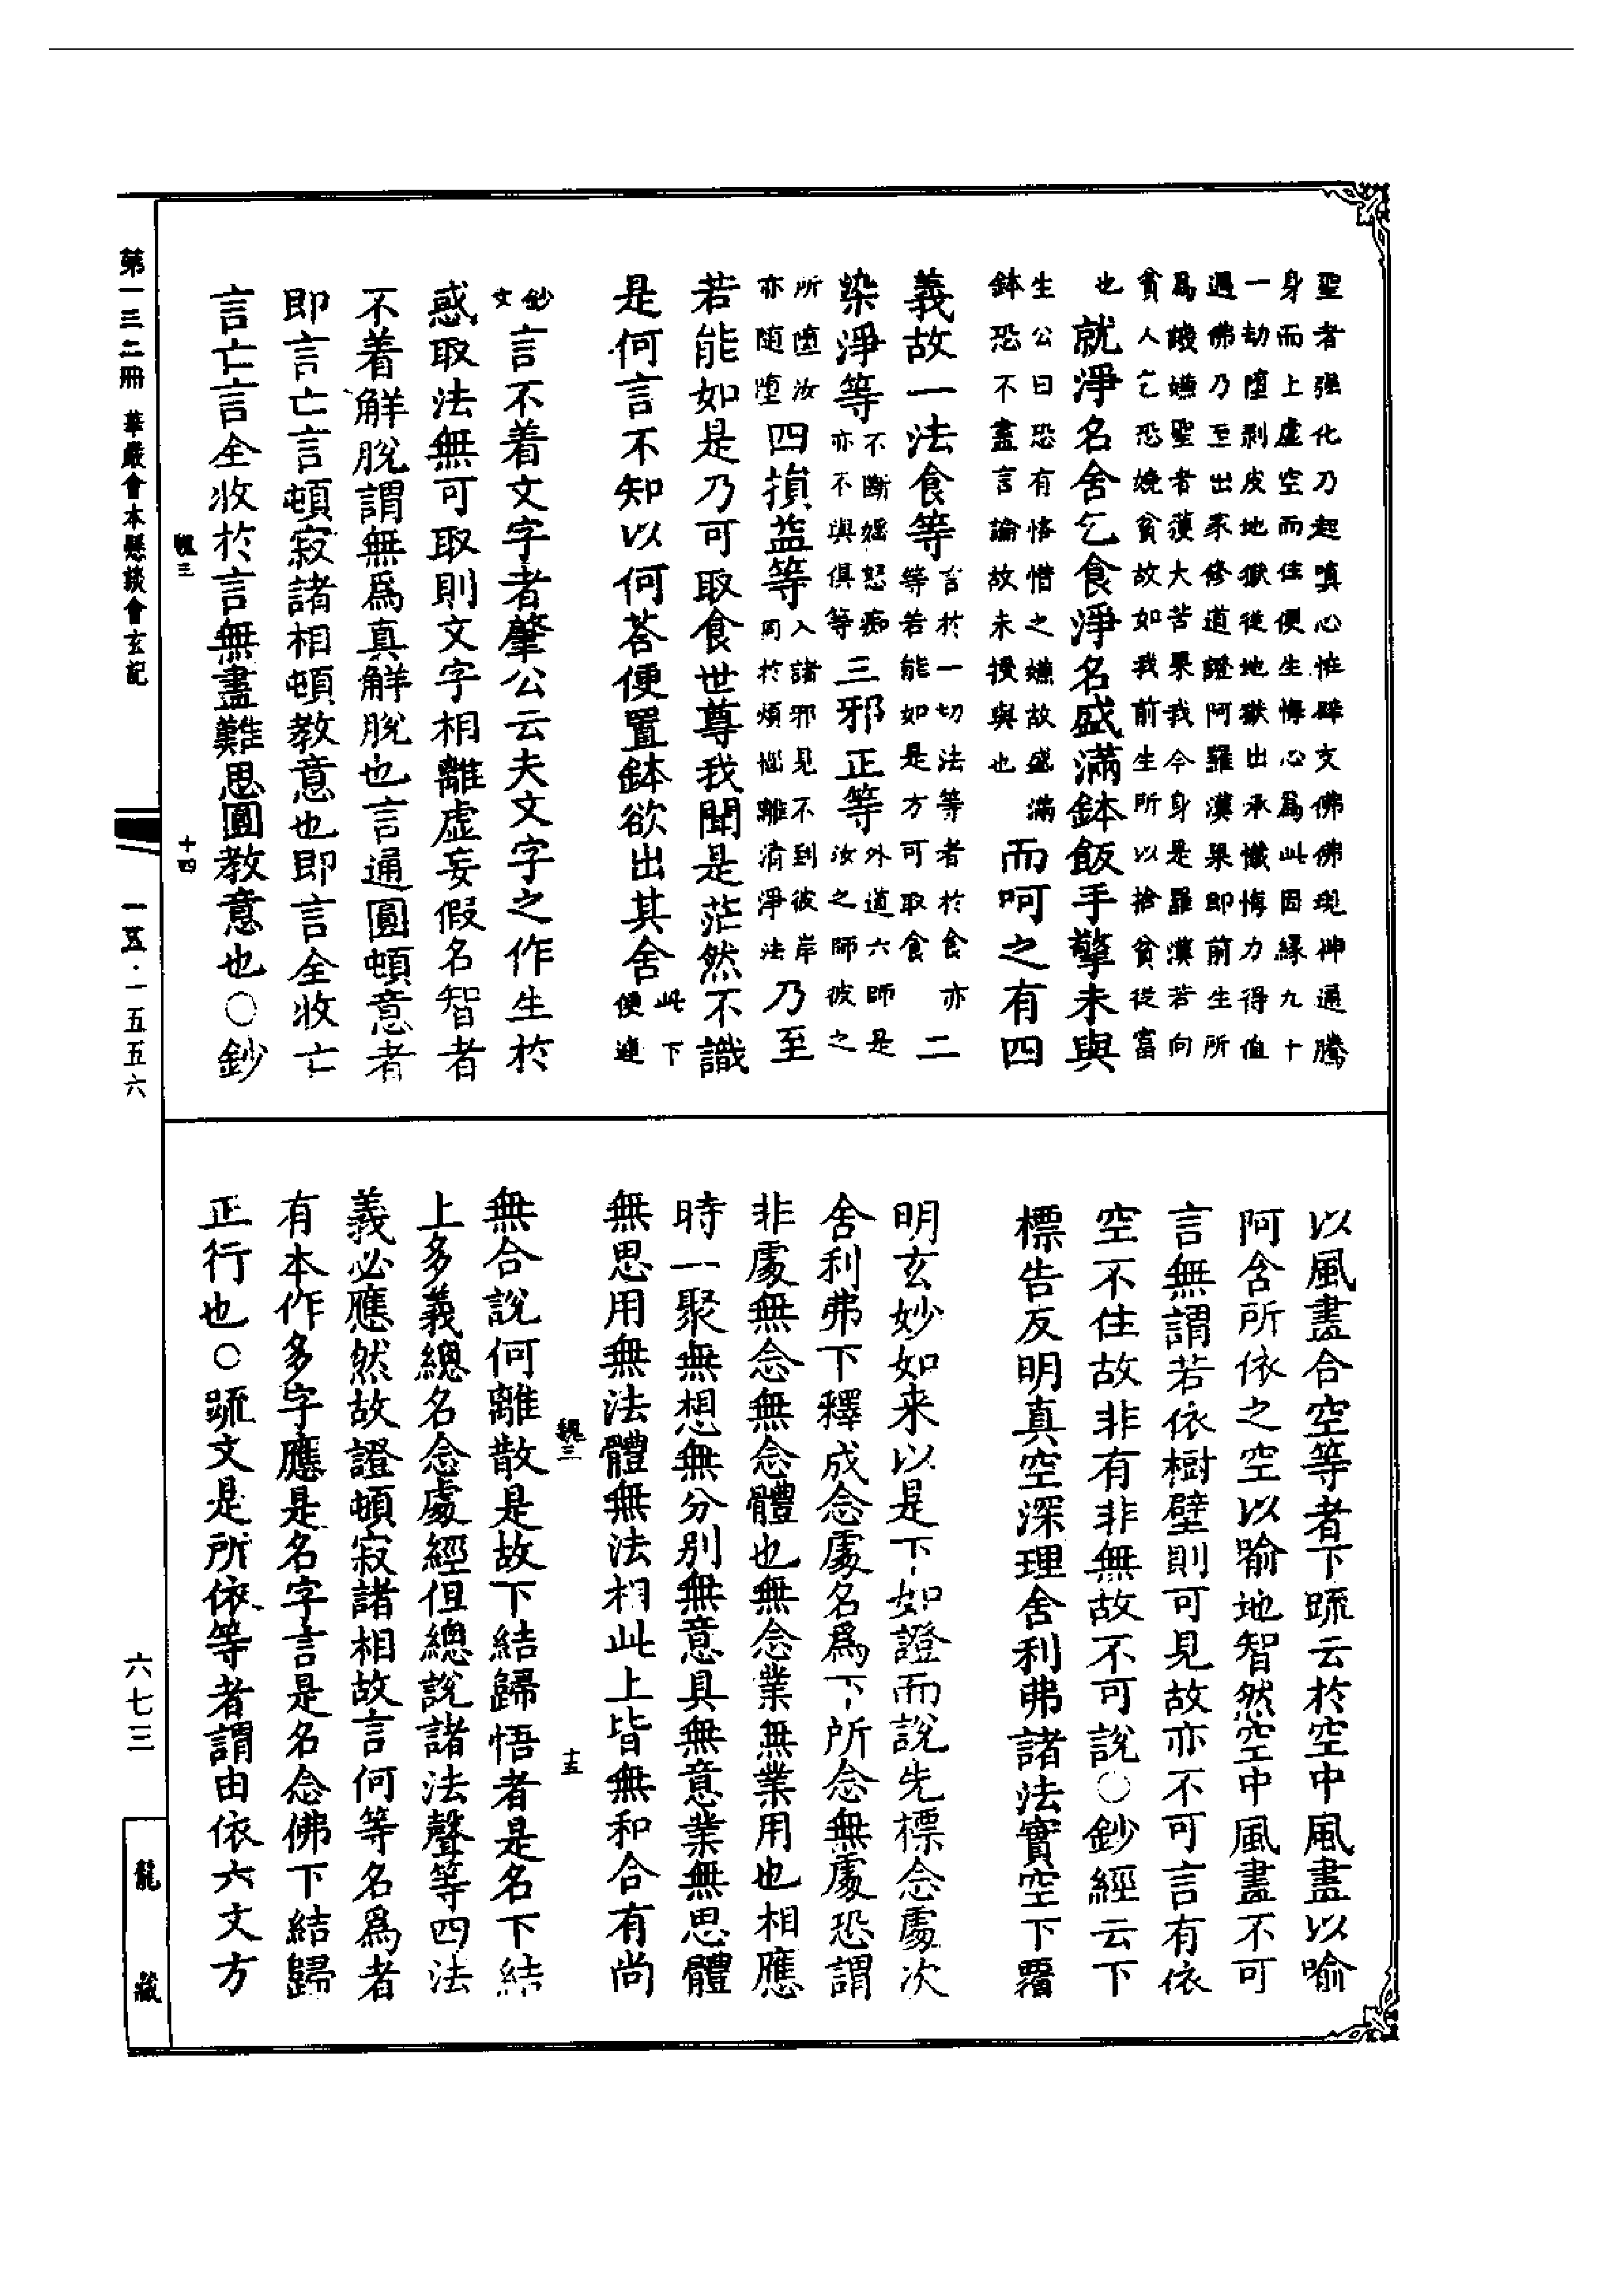 聖者强化乃起嗔心惟辟支佛佛現神通騰
身而上虛空而住便生悔心爲此因緣九十
一劫墮剥皮地獄從地獄出承懺悔力得值
遇佛乃至出家修道證阿羅漢果即前生所
爲譏嫌聖者獲大苦果我今身是羅漢若向
貧人乞恐嬈貧故如我前生所以捨貧從富
也就淨名舍乞食淨名盛滿鉢飯手擎未與
生公曰恐有悋惜之嫌故盛滿
鉢恐不盡言論故未授與也
而呵之有四
義故一法食等言於一切法等者於食亦
等若能如是方可取食二
染淨等不斷婬怒癡
亦不與俱等三邪正等外道六師是
汝之師彼之
所墮汝
亦隨墮四損益等入諸邪見不到彼岸
同於煩惱離清淨法乃至
若能如是乃可取食世尊我聞是茫然不識
是何言不知以何荅便置鉢欲出其舍此下
便連
鈔文言不着文字者肇公云夫文字之作生於
惑取法無可取則文字相離虛妄假名智者
不着解脫謂無爲真解脫也言通圓頓意者
即言亡言頓寂諸相頓教意也即言全收亡
言亡言全收於言無盡難思圓教意也○鈔
魏三
十四
以風畫合空等者下䟽云於空中風畫以喻
阿含所依之空以喻地智然空中風畫不可
言無謂若依樹壁則可見故亦不可言有依
空不住故非有非無故不可說○鈔經云下
標告反明真空深理舍利弗諸法實空下覆
明玄妙如来以是下如證而說先標念處次
舍利弗下釋成念處名爲下所念無處恐謂
非處無念無念體也無念業無業用也相應
時一聚無想無分别無意具無意業無思體
無思用無法體無法相此上皆無和合有尚
魏三
十五
無合說何離散是故下結歸悟者是名下結
上多義總名念處經但總說諸法聲等四法
義必應然故證頓寂諸相故言何等名爲者
有本作多字應是名字言是名念佛下結歸
正行也○䟽文是所依等者謂由依六文方
第一三二冊 華嚴會本懸談會玄記
一五五·一五五六
六七三
龍藏